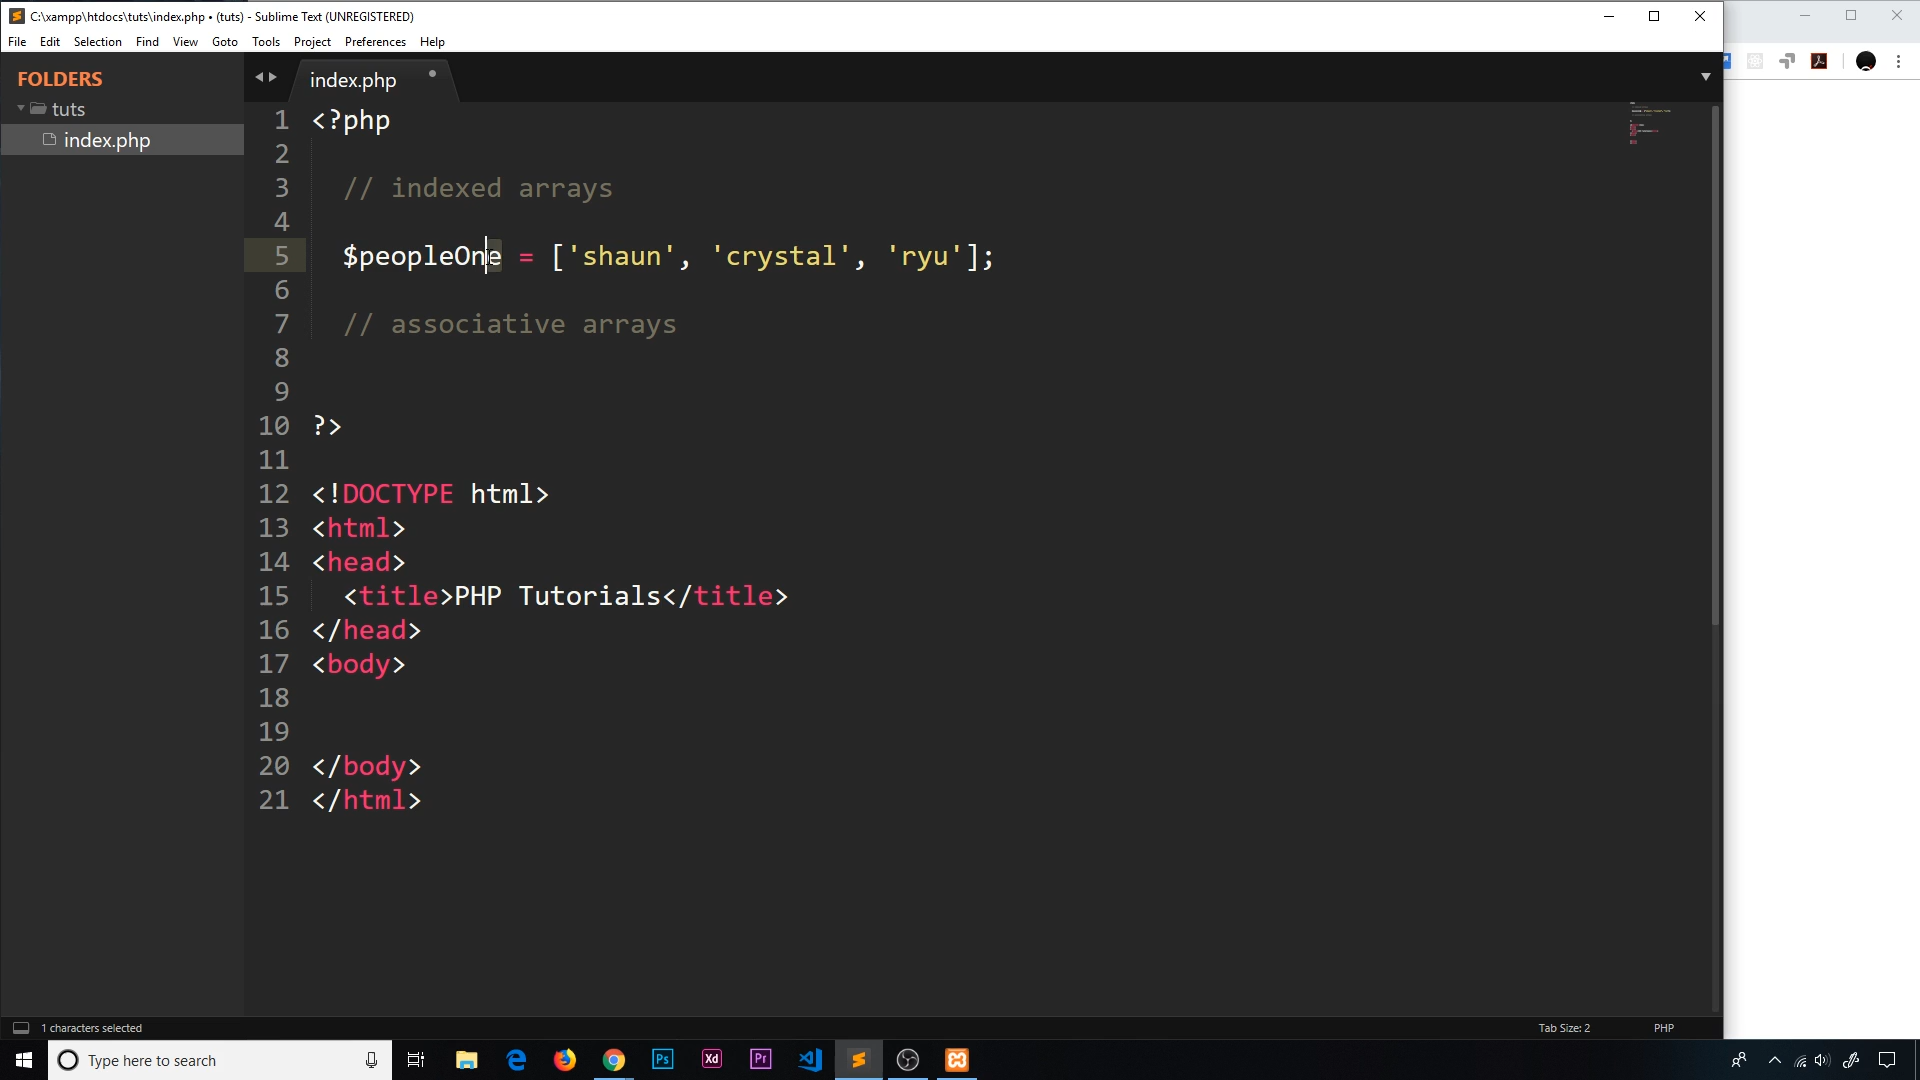 C:\xampp\htdocs\tuts\index.php • (tuts) - Sublime Text (UNREGISTERED)
File Edit Selection Find View Goto Tools Project Preferences Help
FOLDERS
tuts
index.php
index.php
1 <?php
2
3 // indexed arrays
4
5 $peopleOne = ['shaun', 'crystal', 'ryu'];
6
7 // associative arrays
8
9
10 ?>
11
12 <!DOCTYPE html>
13 <html>
14 <head>
15 <title>PHP Tutorials</title>
16 </head>
17 <body>
18
19
20 </body>
21 </html>
1 characters selected
Tab Size: 2
PHP
Type here to search
Ps
Xd
Pr